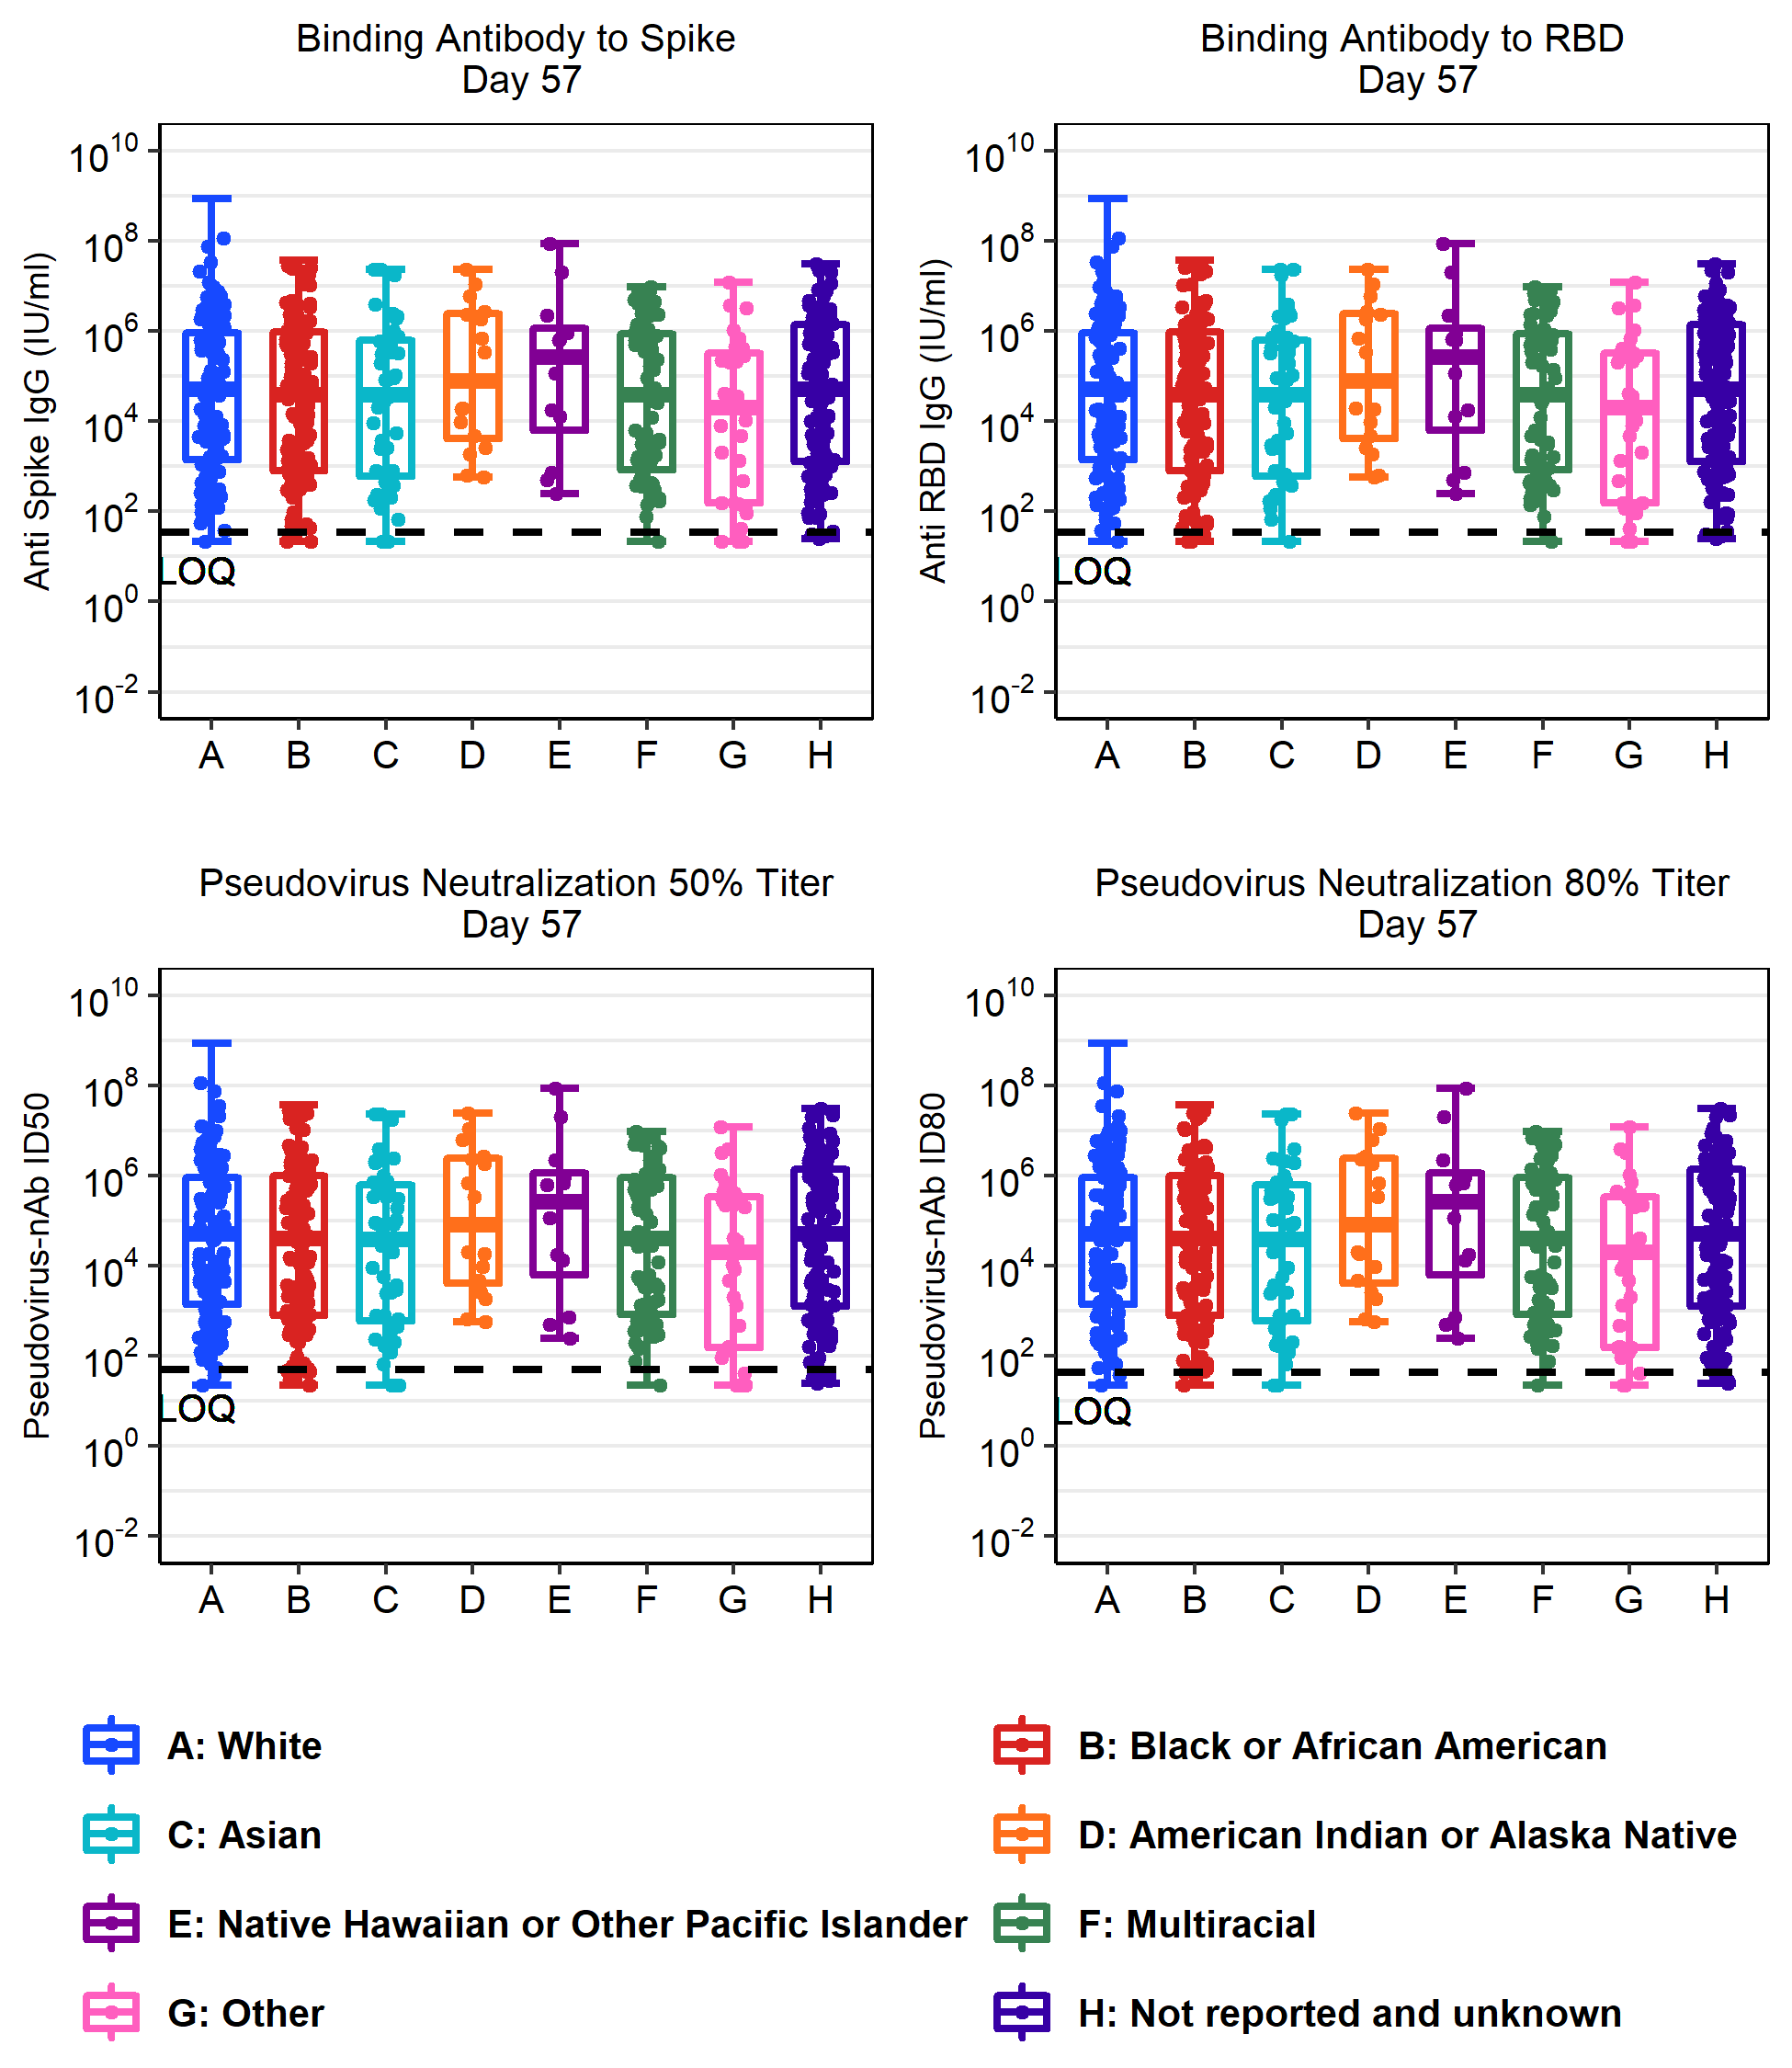 Binding Antibody to Spike
Day 57
Anti Spike IgG (IU/ml)
10^10
10^8
10^6
10^4
10^2
10^0
10^-2
LOQ
A B C D E F G H
Binding Antibody to RBD
Day 57
Anti RBD IgG (IU/ml)
10^10
10^8
10^6
10^4
10^2
10^0
10^-2
LOQ
A B C D E F G H
Pseudovirus Neutralization 50% Titer
Day 57
Pseudovirus-nAb ID50
10^10
10^8
10^6
10^4
10^2
10^0
10^-2
LOQ
A B C D E F G H
Pseudovirus Neutralization 80% Titer
Day 57
Pseudovirus-nAb ID80
10^10
10^8
10^6
10^4
10^2
10^0
10^-2
LOQ
A B C D E F G H
A: White
B: Black or African American
C: Asian
D: American Indian or Alaska Native
E: Native Hawaiian or Other Pacific Islander
F: Multiracial
G: Other
H: Not reported and unknown